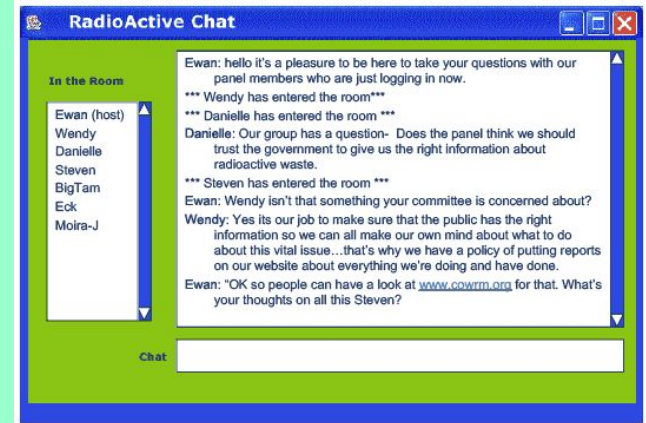 RadioActive Chat
In the Room
Ewan (host)
Wendy
Danielle
Steven
BigTam
Eck
Moira-J
Ewan: hello it's a pleasure to be here to take your questions with our
panel members who are just logging in now.
*** Wendy has entered the room***
*** Danielle has entered the room ***
Danielle: Our group has a question- Does the panel think we should
trust the government to give us the right information about
radioactive waste.
*** Steven has entered the room ***
Ewan: Wendy isn't that something your committee is concerned about?
Wendy: Yes its our job to make sure that the public has the right
information so we can all make our own mind about what to do
about this vital issue…that's why we have a policy of putting reports
on our website about everything we're doing and have done.
Ewan: "OK so people can have a look at www.cowrm.org for that. What's
your thoughts on all this Steven?
Chat